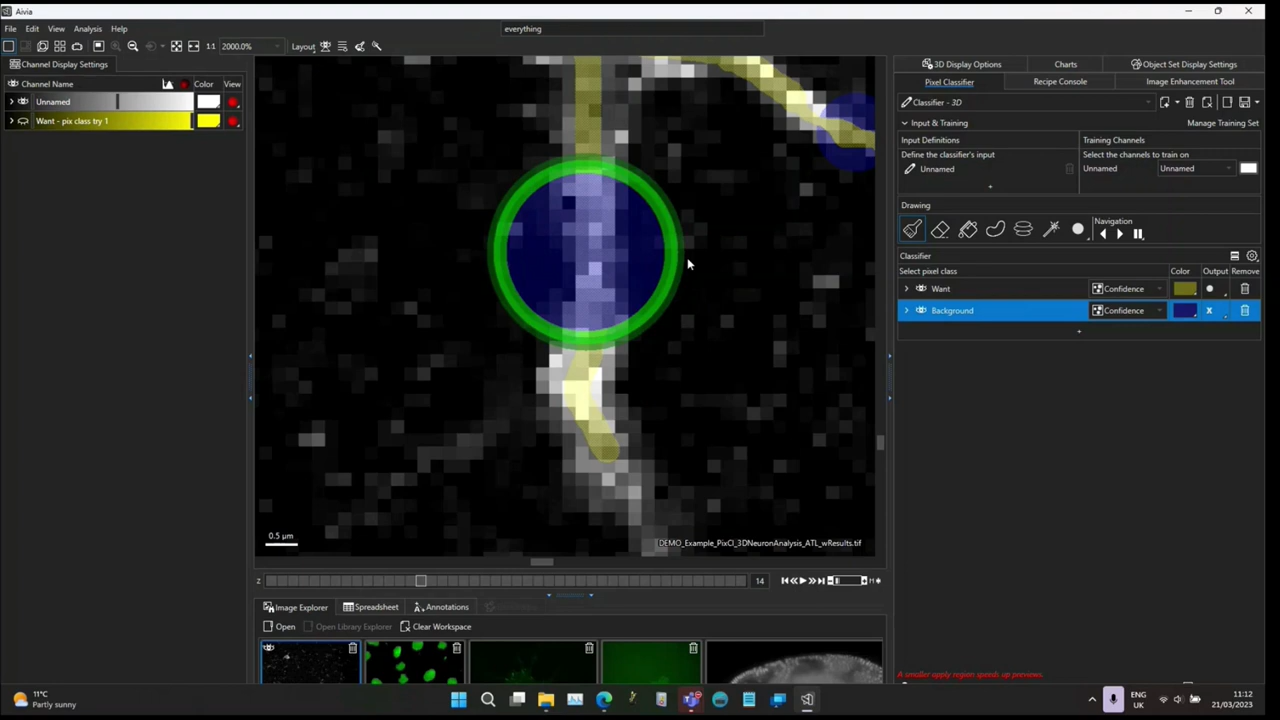 Aivia
File Edit View Analysis Help
everything
1:1 2000.0% Layout
Channel Display Settings
Channel Name Color View
Unnamed
Want - pix class try 1
0.5 μm
DEMO_Example_PixCl_3DNeuronAnalysis_ATL_wResults.tif
Z 14
Image Explorer Spreadsheet Annotations
Open Open Library Explorer Clear Workspace
3D Display Options Charts Object Set Display Settings
Pixel Classifier Recipe Console Image Enhancement Tool
Classifier - 3D
Input & Training Manage Training Set
Input Definitions Training Channels
Define the classifier's input Select the channels to train on
Unnamed Unnamed Unnamed
Drawing
Navigation
Classifier
Select pixel class Color Output Remove
Want Confidence
Background Confidence X
A smaller apply region speeds up previews.
11°C
Partly sunny
ENG
UK
11:12
21/03/2023